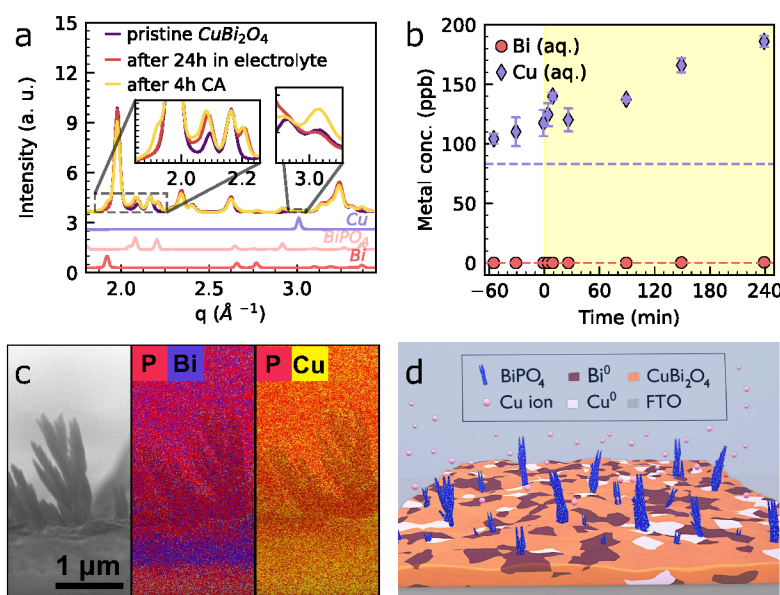 a
pristine CuBi₂O₄
after 24h in electrolyte
after 4h CA
Intensity (a. u.)
15
12
9
6
3
0
2.0
2.2
3.0
Cu
BiPO₄
Bi
2.0
2.5
3.0
q (Å ⁻¹)
b
Bi (aq.)
Cu (aq.)
Metal conc. (ppb)
200
150
100
50
0
−60
0
60
120
180
240
Time (min)
c
P Bi
P Cu
1 μm
d
BiPO₄ Bi⁰ CuBi₂O₄
Cu ion Cu⁰ FTO